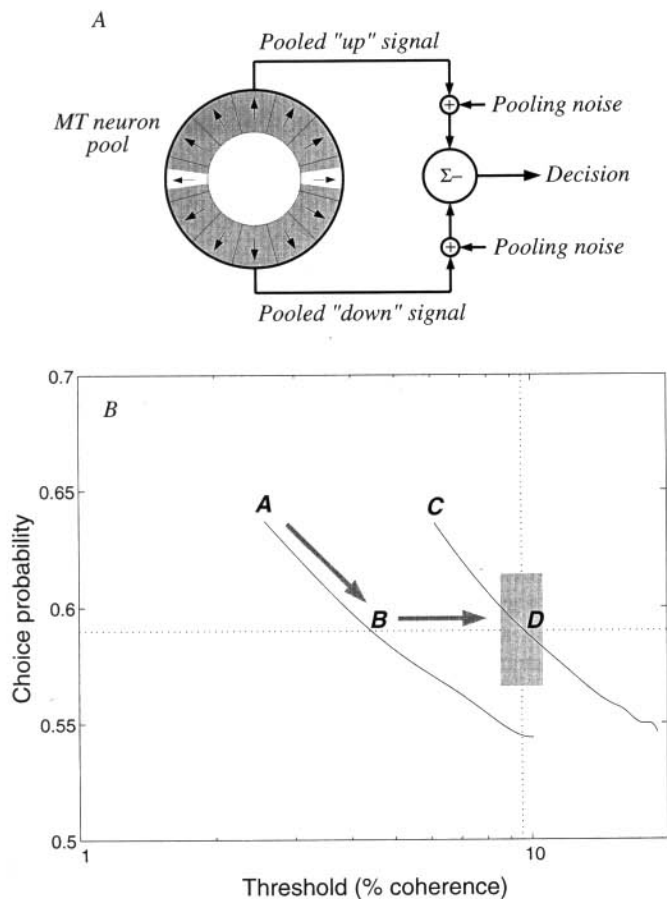 A
Pooled "up" signal
MT neuron
pool
Pooling noise
Σ–
Decision
Pooling noise
Pooled "down" signal
B
0.7
0.65
0.6
0.55
0.5
Choice probability
A
B
C
D
1
10
Threshold (% coherence)